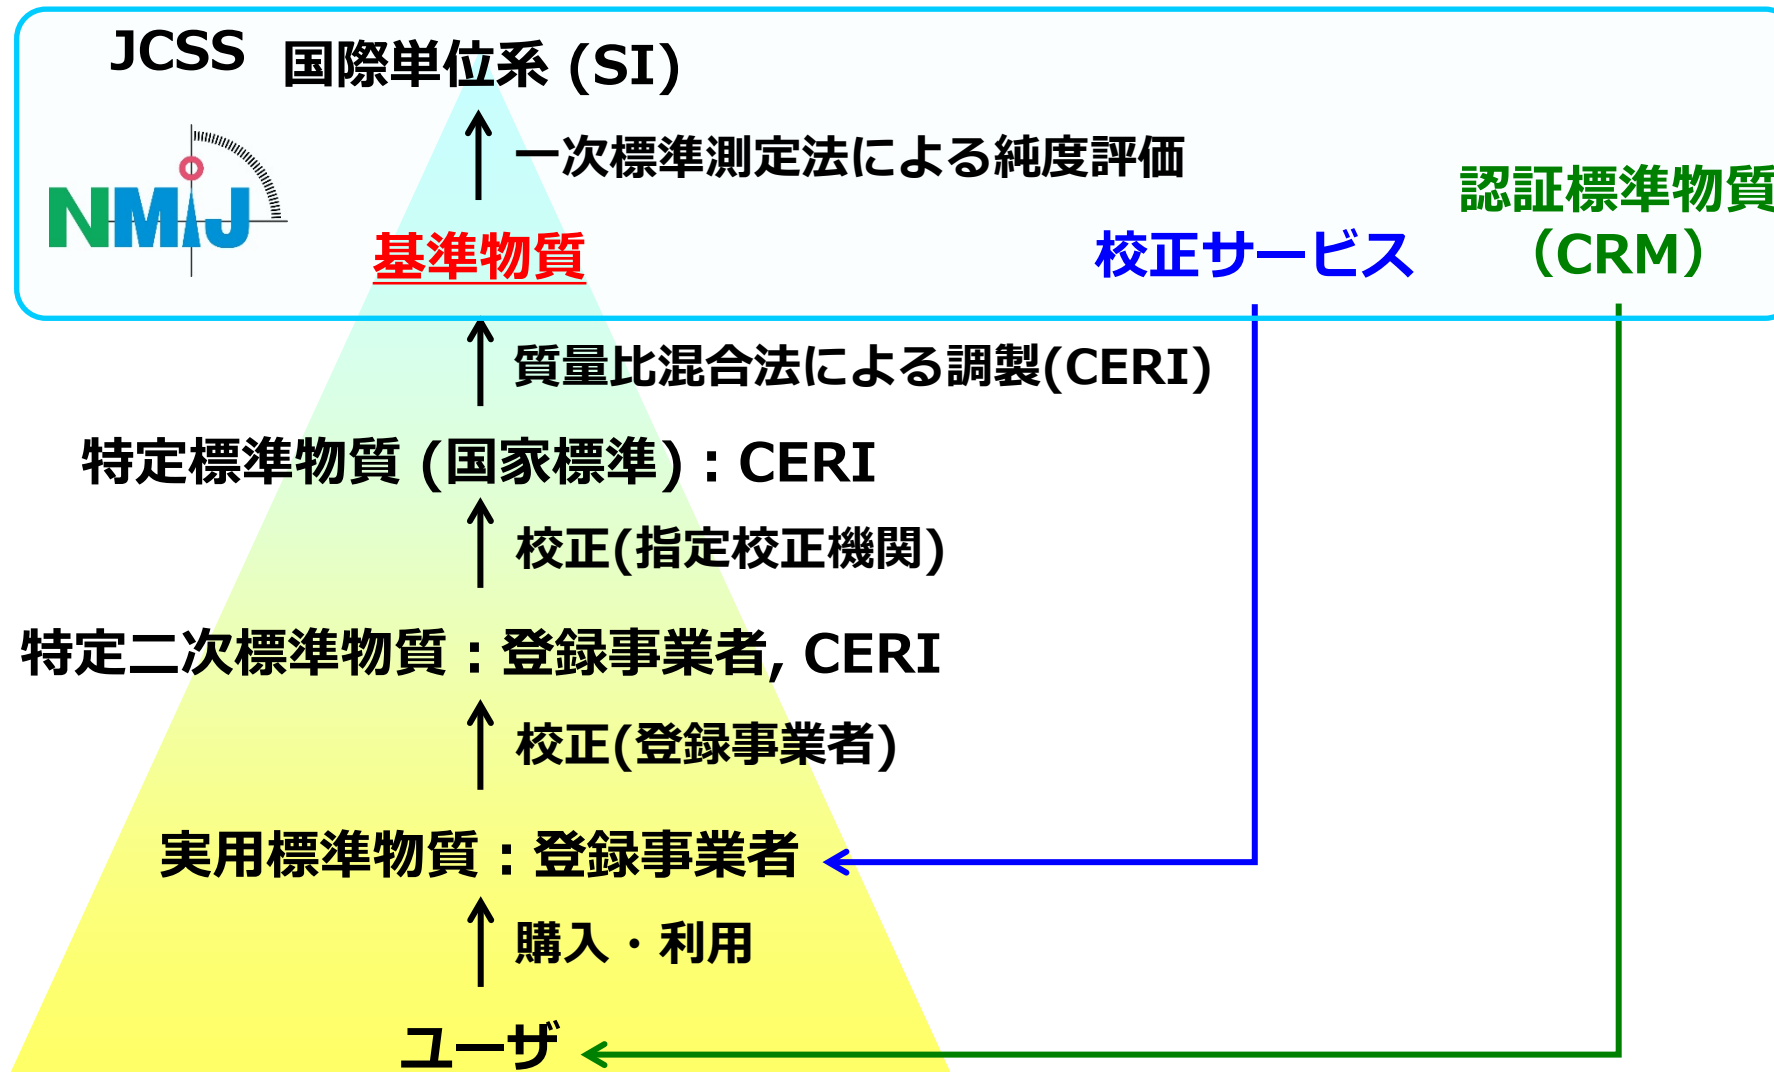 JCSS
国際単位系 (SI)
一次標準測定法による純度評価
NMIJ
認証標準物質
（CRM）
基準物質
校正サービス
質量比混合法による調製(CERI)
特定標準物質 (国家標準)：CERI
校正(指定校正機関)
特定二次標準物質：登録事業者, CERI
校正(登録事業者)
実用標準物質：登録事業者
購入・利用
ユーザ